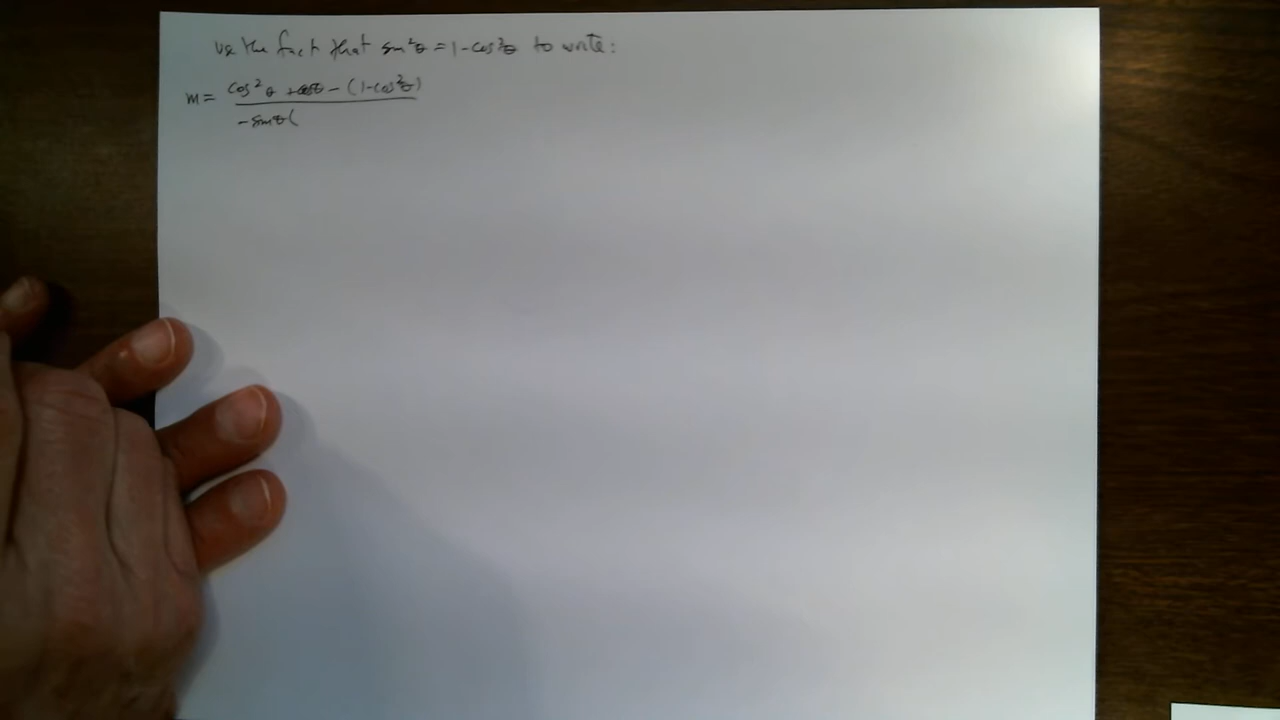 use the fact that sin²θ = 1-cos²θ to write:
m = cos²θ +cosθ - (1-cos²θ)
-sinθ(